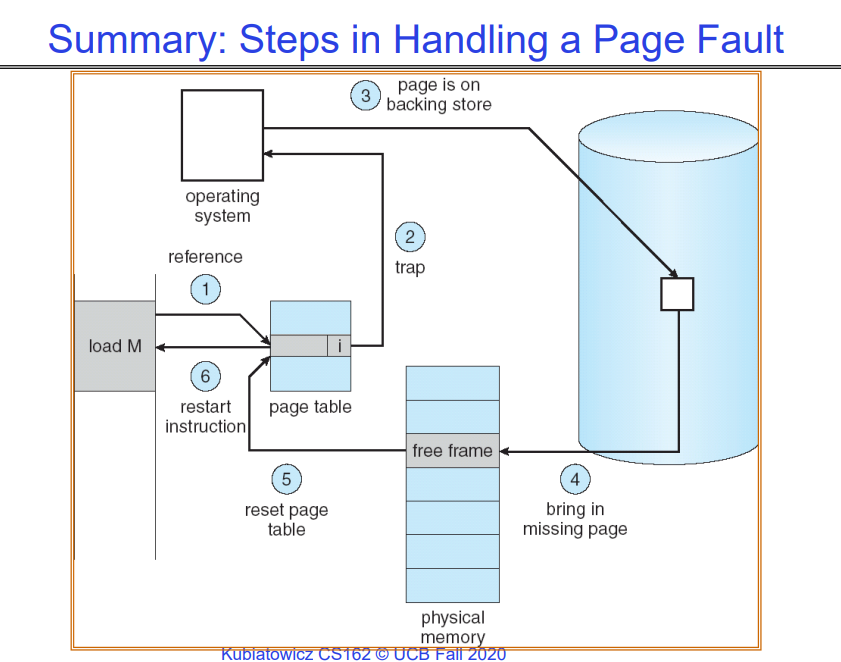 Summary: Steps in Handling a Page Fault
3
page is on
backing store
operating
system
2
trap
reference
1
load M
i
6
restart
instruction
page table
free frame
5
reset page
table
4
bring in
missing page
physical
memory
Kubiatowicz CS162 © UCB Fall 2020